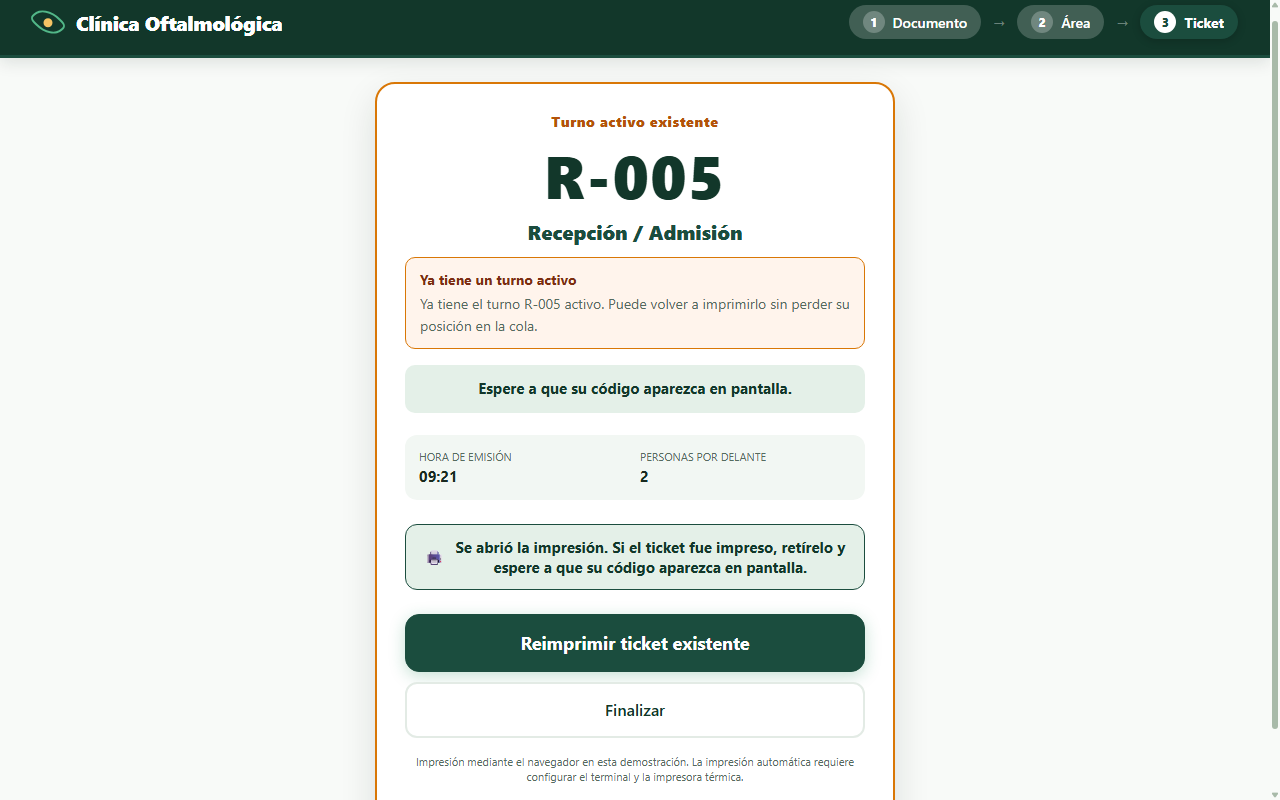 Clínica Oftalmológica
1 Documento → 2 Área → 3 Ticket
Turno activo existente
R-005
Recepción / Admisión
Ya tiene un turno activo
Ya tiene el turno R-005 activo. Puede volver a imprimirlo sin perder su
posición en la cola.
Espere a que su código aparezca en pantalla.
HORA DE EMISIÓN
09:21
PERSONAS POR DELANTE
2
Se abrió la impresión. Si el ticket fue impreso, retírelo y
espere a que su código aparezca en pantalla.
Reimprimir ticket existente
Finalizar
Impresión mediante el navegador en esta demostración. La impresión automática requiere
configurar el terminal y la impresora térmica.